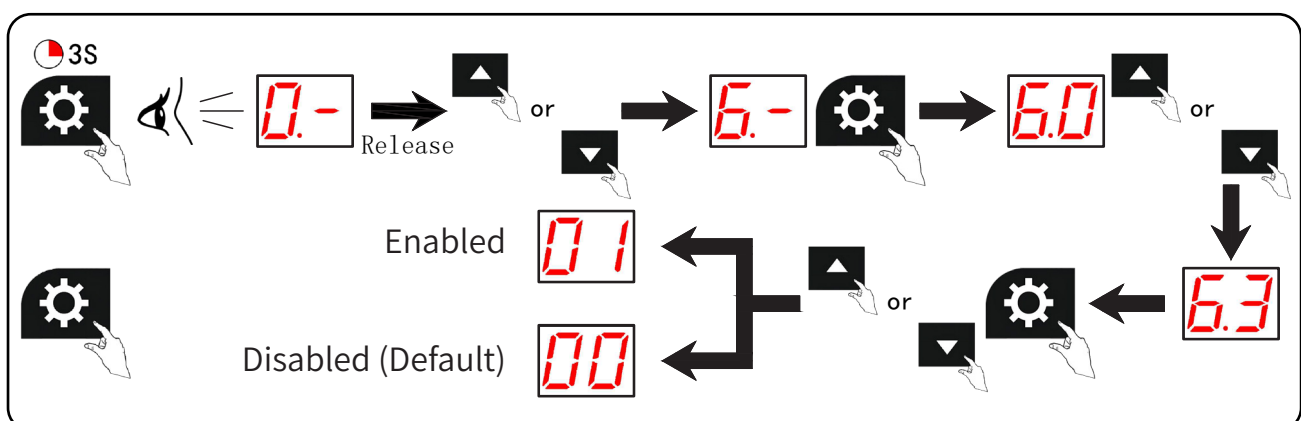 3S
0.-
Release
or
6.-
6.0
or
6.3
or
Enabled
01
Disabled (Default)
00